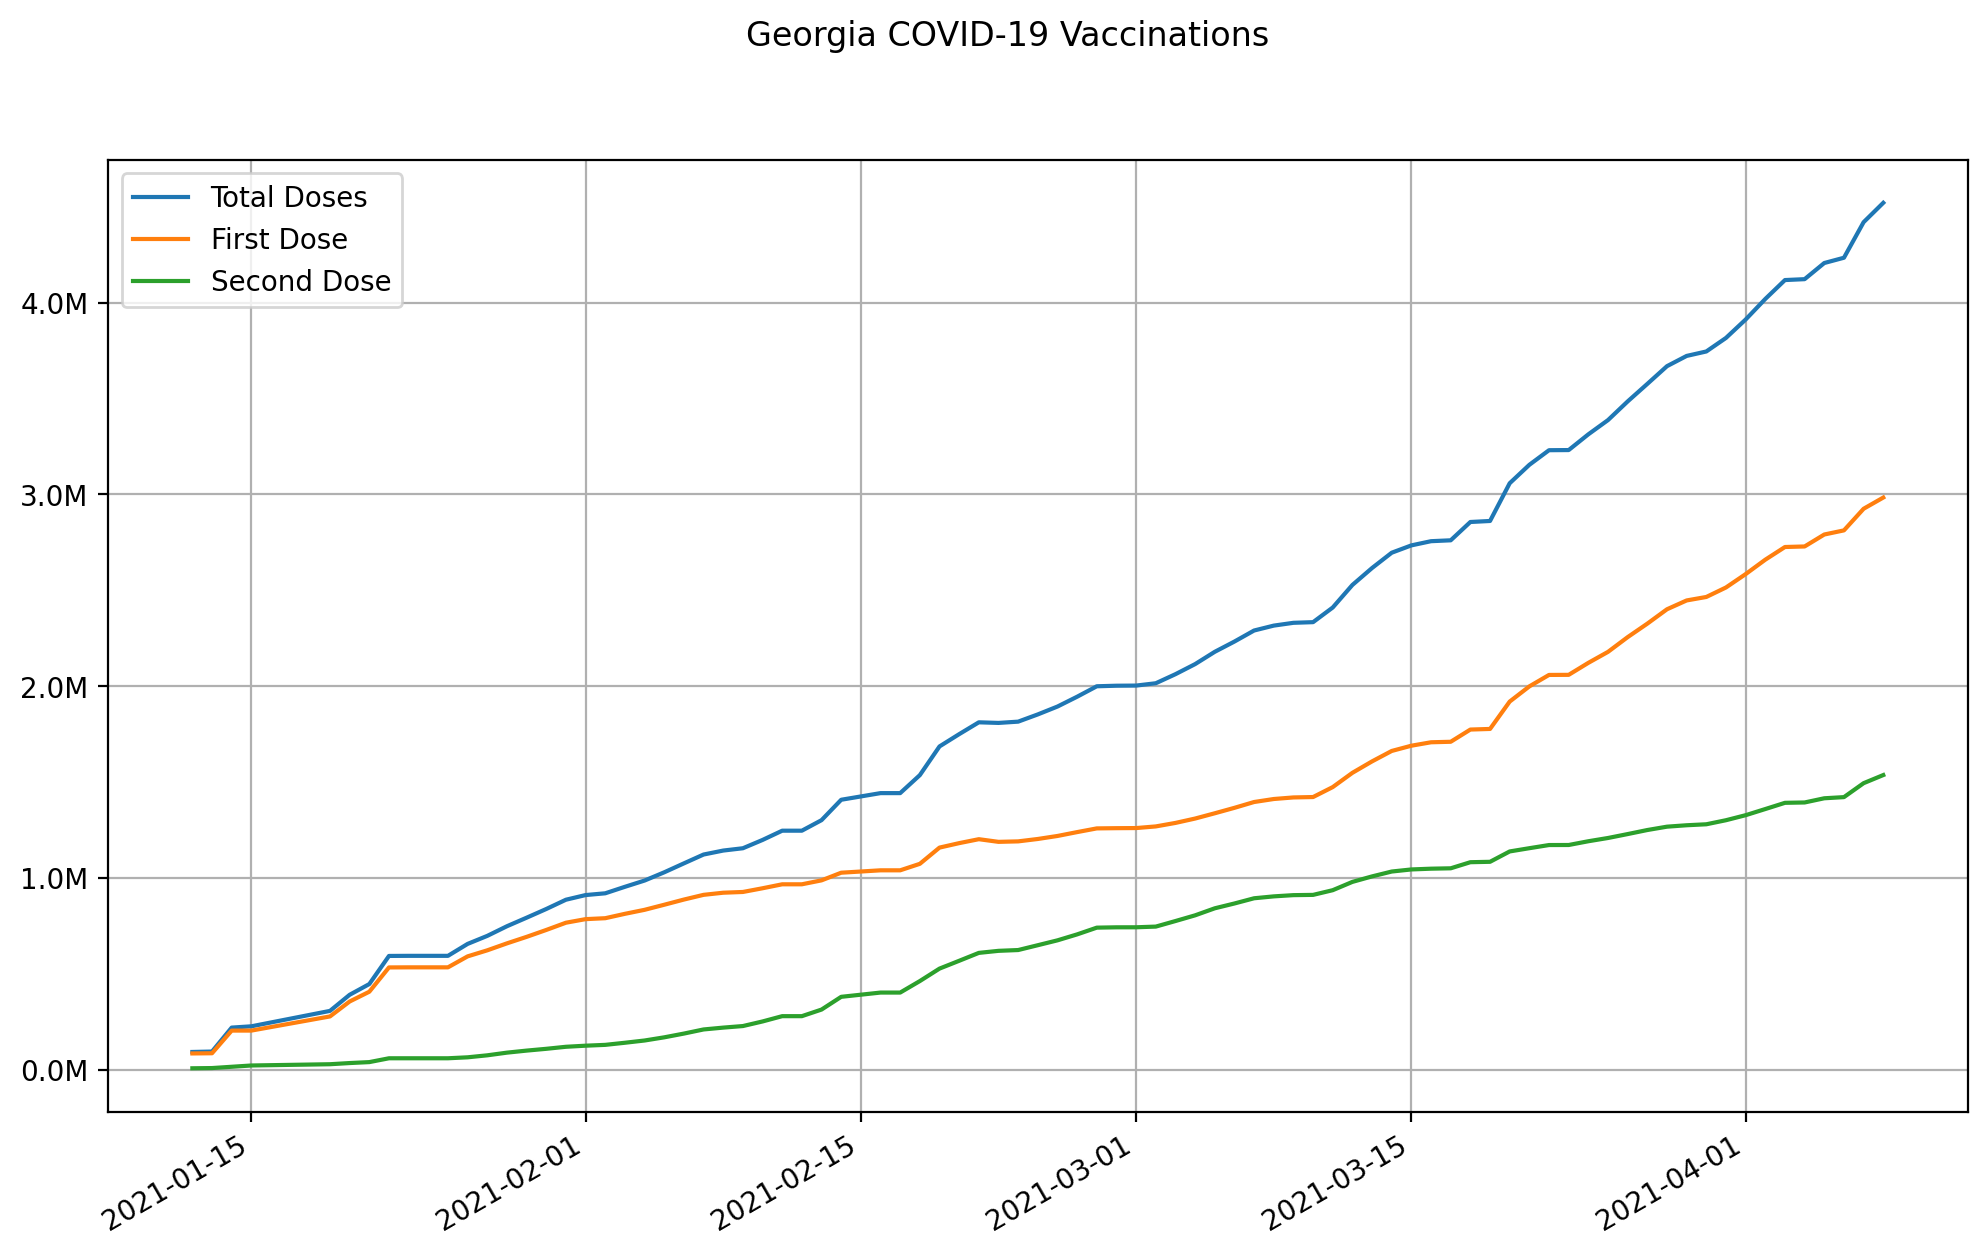 Georgia COVID-19 Vaccinations
Total Doses
First Dose
Second Dose
4.0M
3.0M
2.0M
1.0M
0.0M
2021-01-15
2021-02-01
2021-02-15
2021-03-01
2021-03-15
2021-04-01